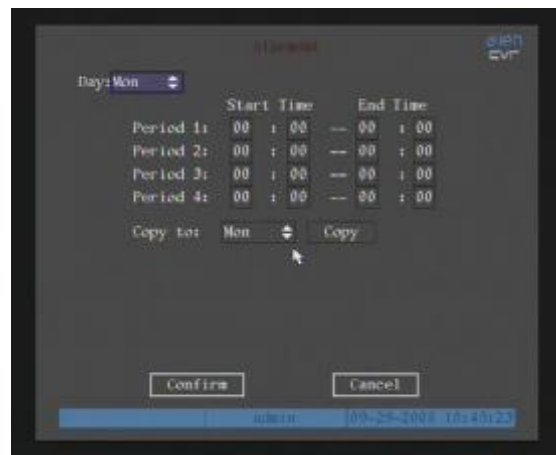 Day: Mon
Start Time End Time
Period 1: 00 : 00 -- 00 : 00
Period 2: 00 : 00 -- 00 : 00
Period 3: 00 : 00 -- 00 : 00
Period 4: 00 : 00 -- 00 : 00
Copy to: Mon Copy
Confirm Cancel
admin